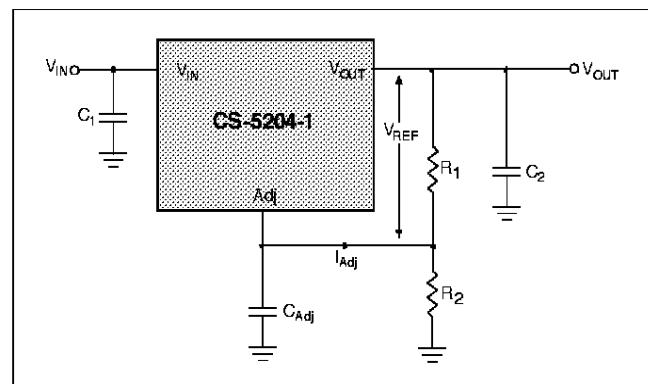 V_IN
V_IN
V_OUT
V_OUT
C_1
CS-5204-1
V_REF
R_1
C_2
Adj
I_Adj
C_Adj
R_2